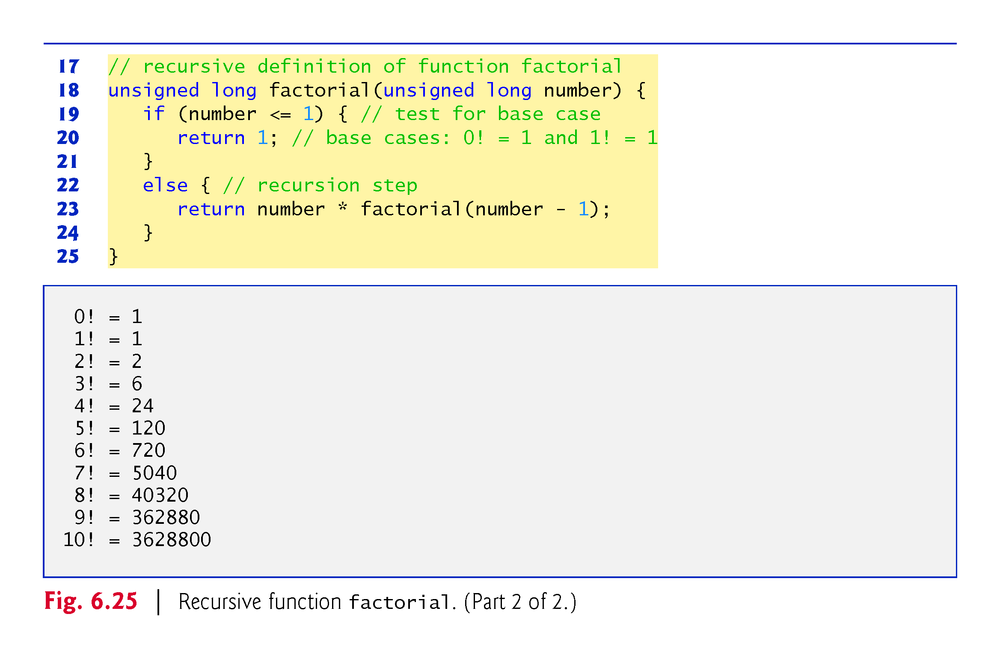 17 // recursive definition of function factorial
18 unsigned long factorial(unsigned long number) {
19    if (number <= 1) { // test for base case
20       return 1; // base cases: 0! = 1 and 1! = 1
21    }
22    else { // recursion step
23       return number * factorial(number - 1);
24    }
25 }
 0! = 1
 1! = 1
 2! = 2
 3! = 6
 4! = 24
 5! = 120
 6! = 720
 7! = 5040
 8! = 40320
 9! = 362880
10! = 3628800
Fig. 6.25 | Recursive function factorial. (Part 2 of 2.)